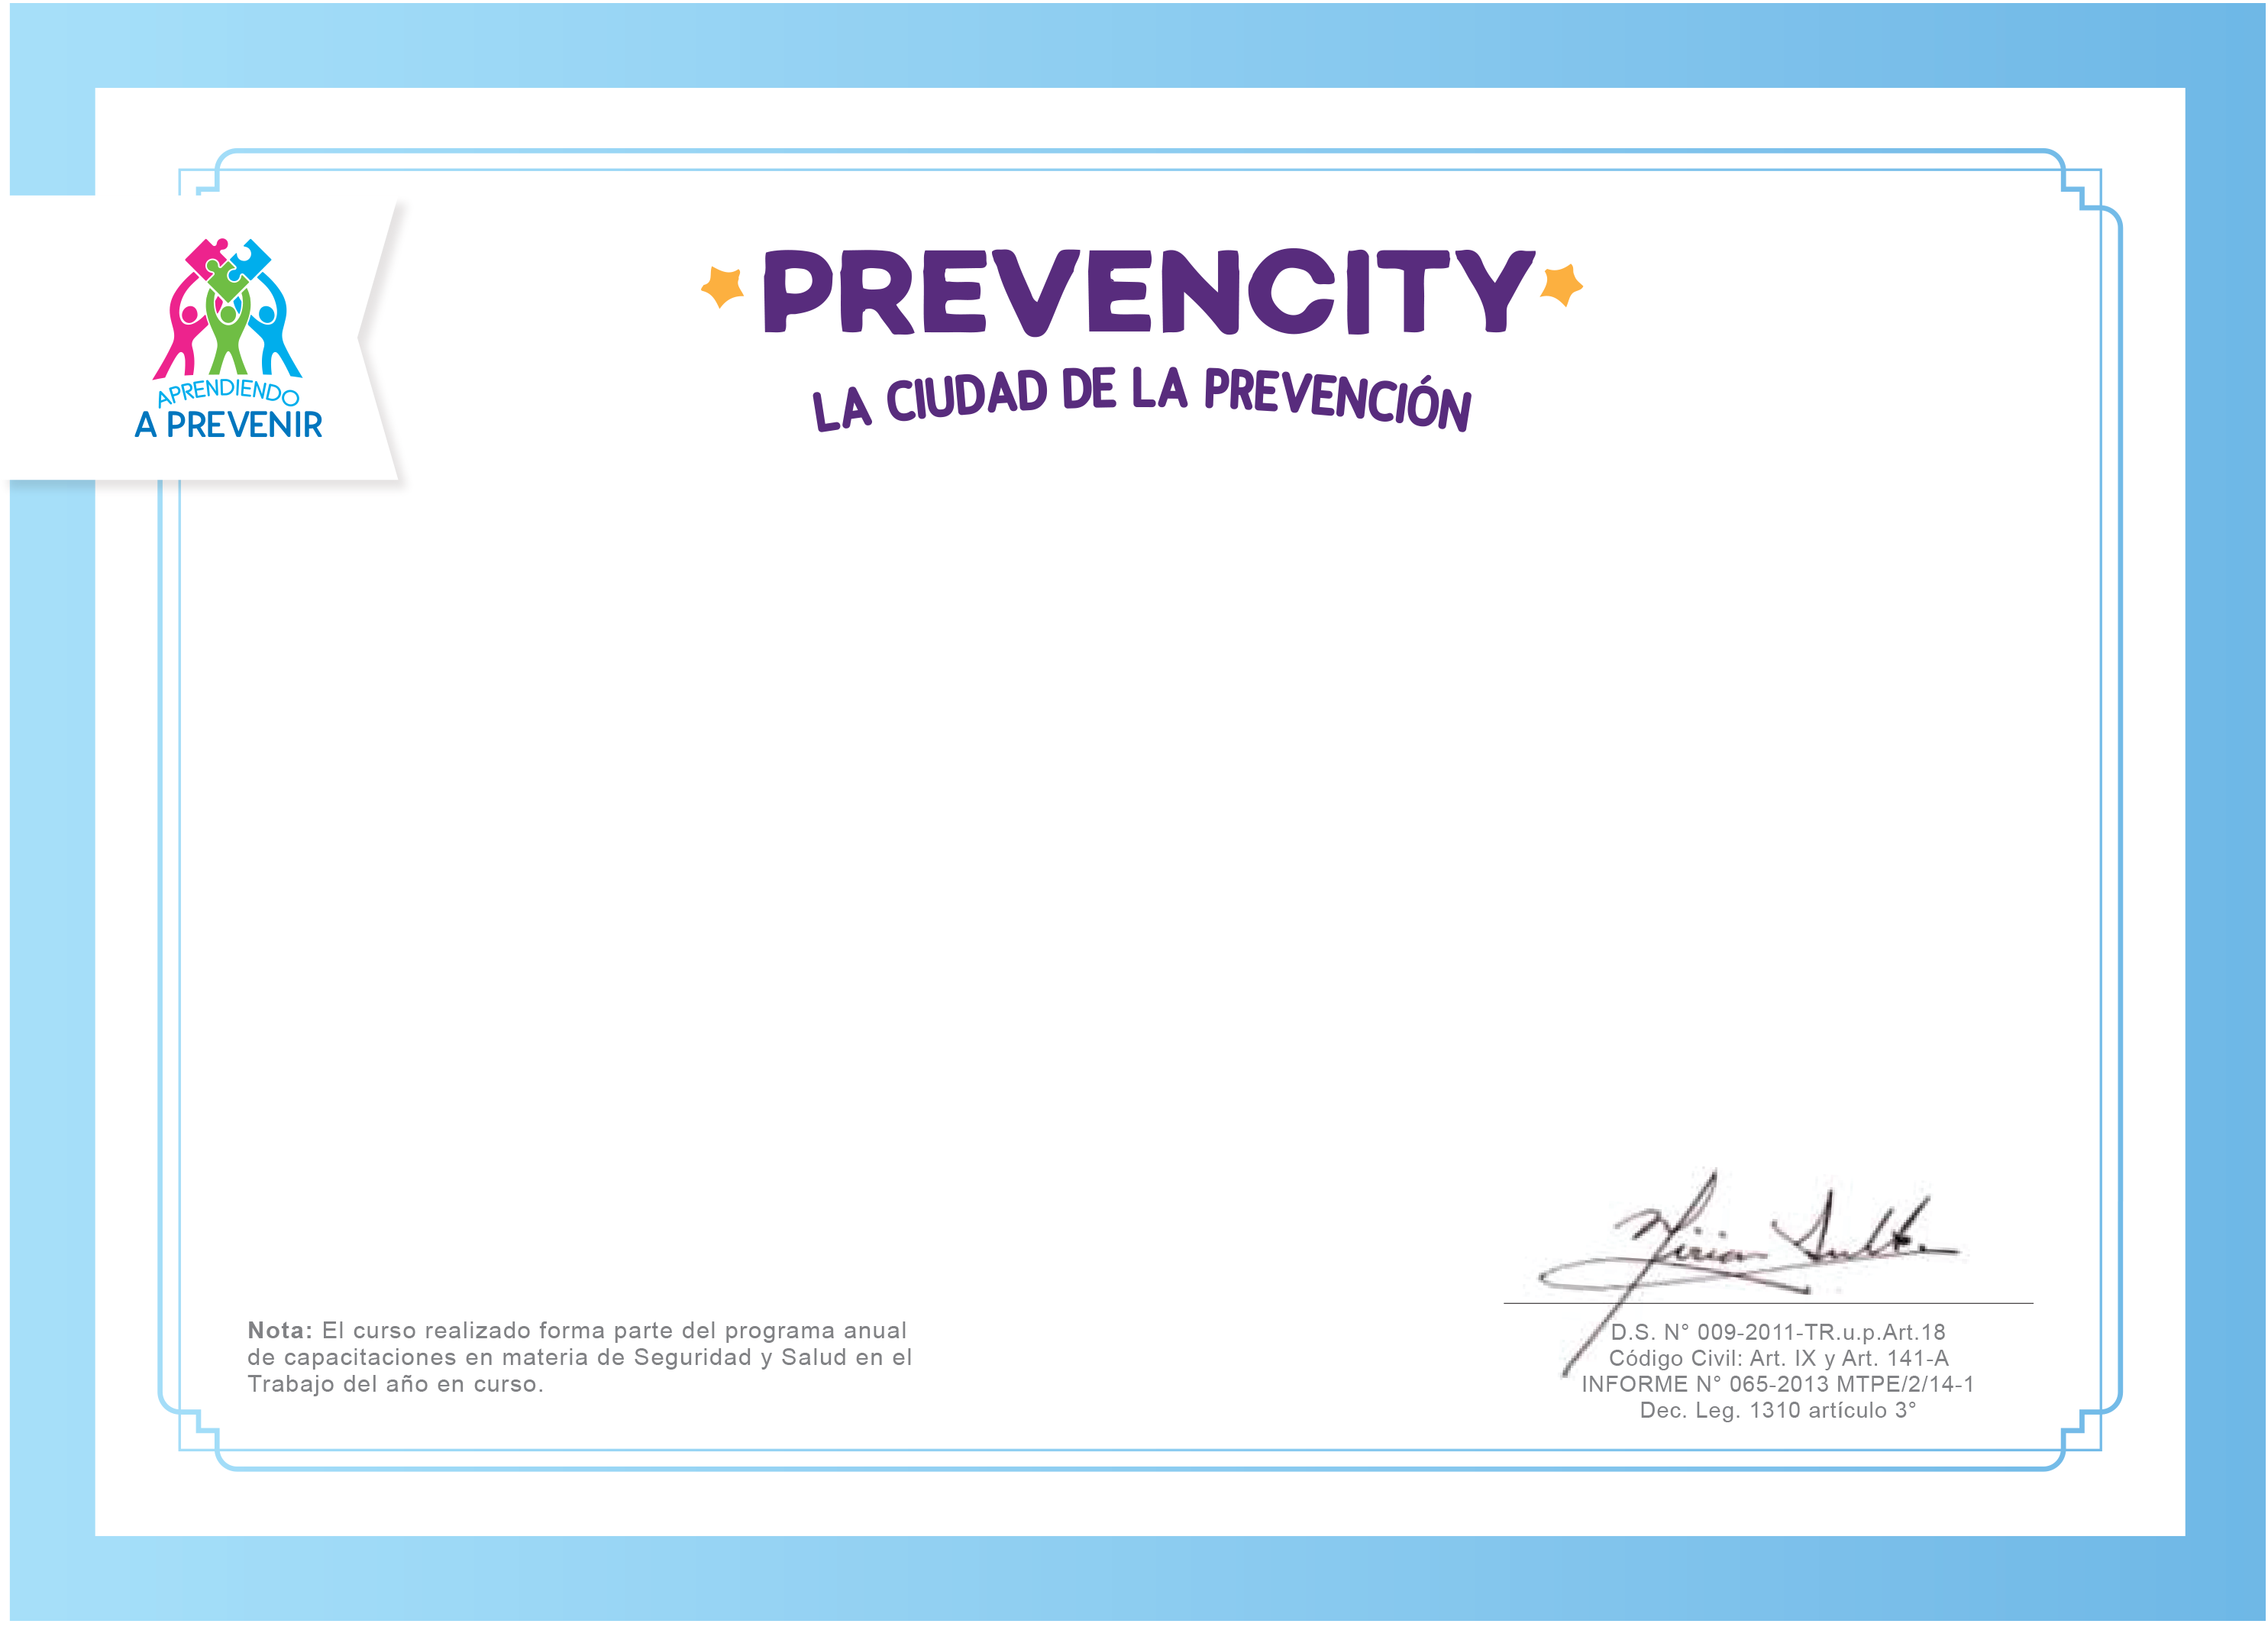 APRENDIENDO
A PREVENIR
PREVENCITY
LA CIUDAD DE LA PREVENCIÓN
Nota: El curso realizado forma parte del programa anual
de capacitaciones en materia de Seguridad y Salud en el
Trabajo del año en curso.
D.S. N° 009-2011-TR.u.p.Art.18
Código Civil: Art. IX y Art. 141-A
INFORME N° 065-2013 MTPE/2/14-1
Dec. Leg. 1310 artículo 3°